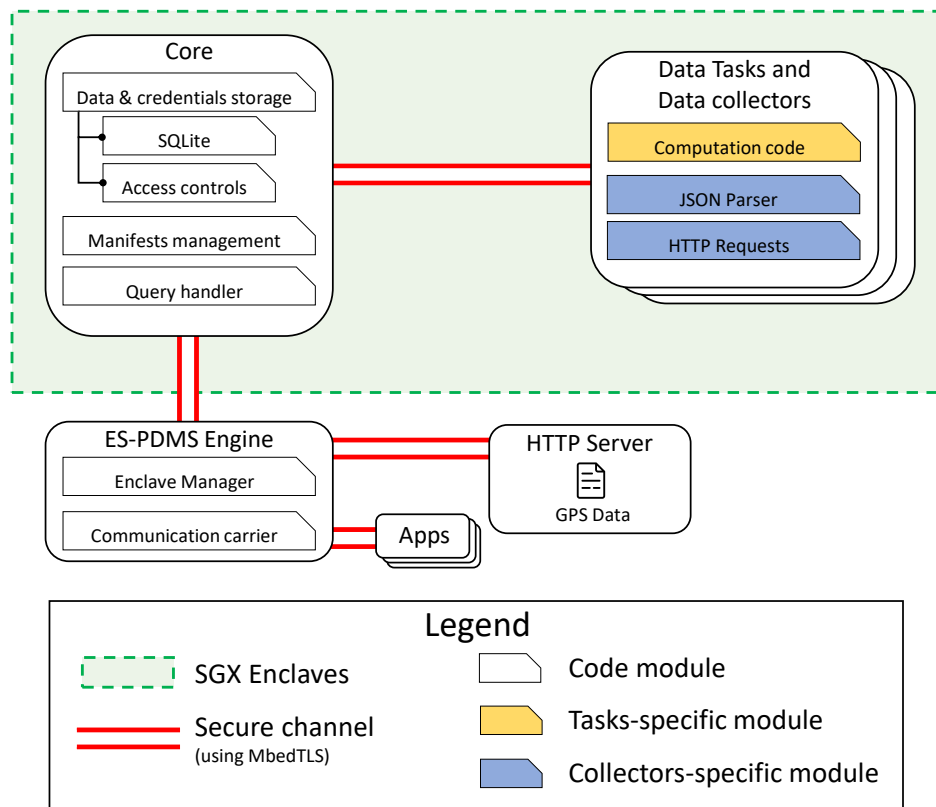 Core
Data & credentials storage
SQLite
Access controls
Manifests management
Query handler
Data Tasks and
Data collectors
Computation code
JSON Parser
HTTP Requests
ES-PDMS Engine
Enclave Manager
Communication carrier
HTTP Server
GPS Data
Apps
Legend
SGX Enclaves
Secure channel
(using MbedTLS)
Code module
Tasks-specific module
Collectors-specific module